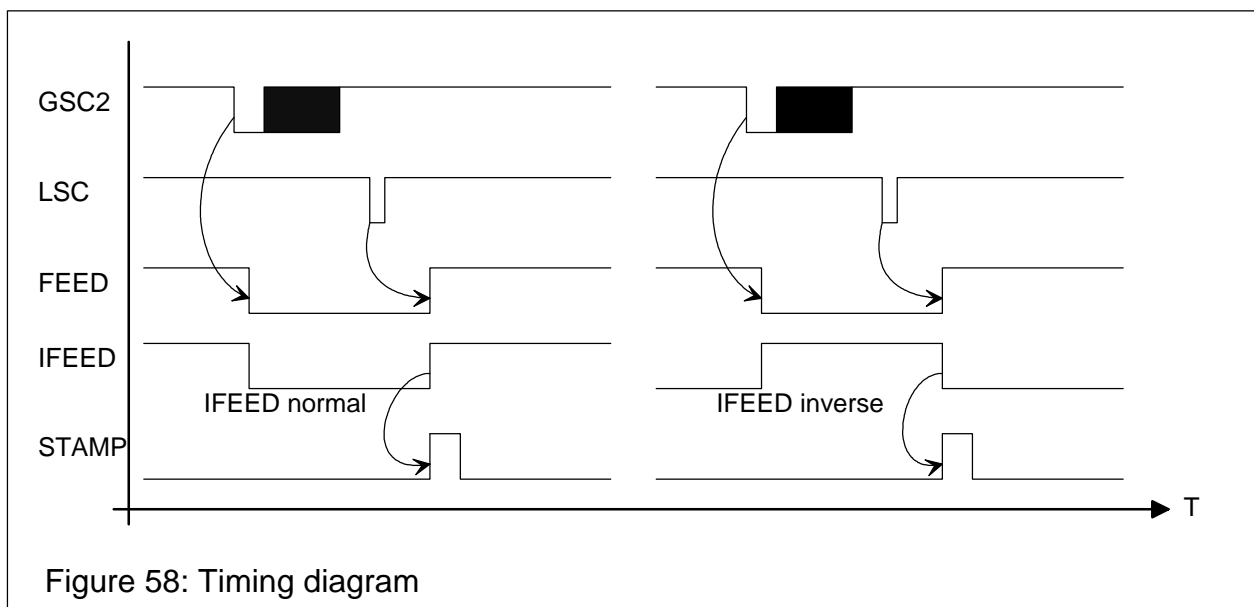 GSC2
LSC
FEED
IFEED
IFEED normal
IFEED inverse
STAMP
T
Figure 58: Timing diagram